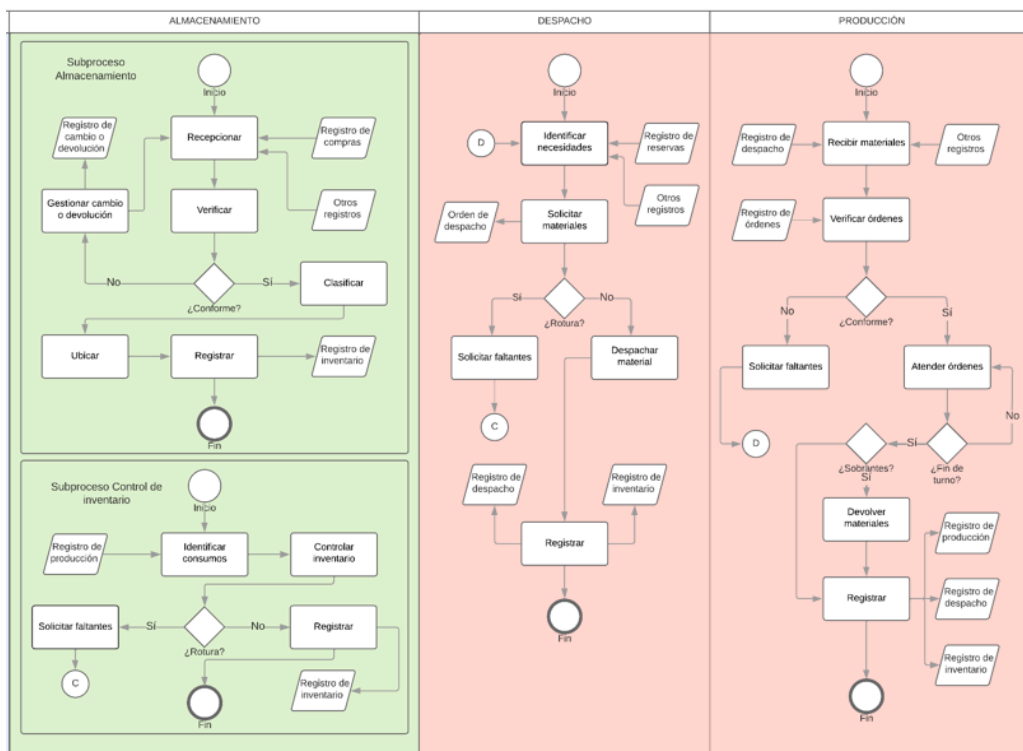 ALMACENAMIENTO
DESPACHO
PRODUCCIÓN
Subproceso
Almacenamiento
Inicio
Registro de
cambio o
devolución
Recepcionar
Registro de
compras
Gestionar cambio
o devolución
Verificar
Otros
registros
No
Sí
Clasificar
¿Conforme?
Ubicar
Registrar
Registro de
inventario
Fin
Subproceso Control de
inventario
Inicio
Registro de
producción
Identificar
consumos
Controlar
inventario
Solicitar faltantes
Sí
No
Registrar
¿Rotura?
C
Registro de
inventario
Fin
Inicio
D
Identificar
necesidades
Registro de
reservas
Orden de
despacho
Solicitar
materiales
Otros
registros
Sí
No
¿Rotura?
Solicitar faltantes
Despachar
material
C
Registro de
despacho
Registro de
inventario
Registrar
Fin
Inicio
Registro de
despacho
Recibir materiales
Otros
registros
Registro de
órdenes
Verificar órdenes
No
¿Conforme?
Sí
Solicitar faltantes
Atender órdenes
No
D
Sí
¿Sobrantes?
¿Fin de
turno?
Sí
Devolver
materiales
Registro de
producción
Registrar
Registro de
despacho
Registro de
inventario
Fin